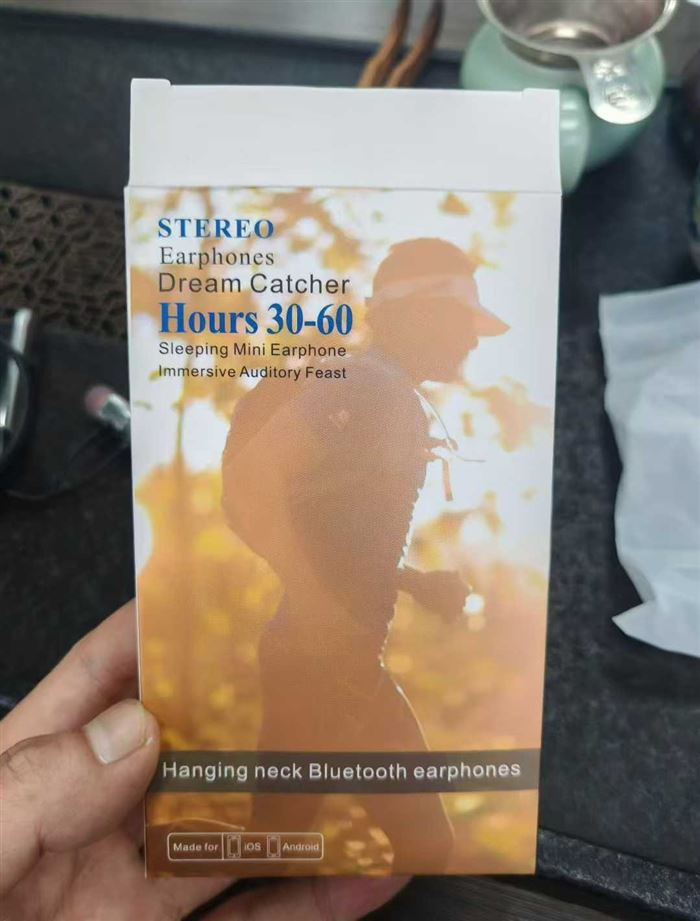 STEREO
Earphones
Dream Catcher
Hours 30-60
Sleeping Mini Earphone
Immersive Auditory Feast
Hanging neck Bluetooth earphones
Made for iOS Android